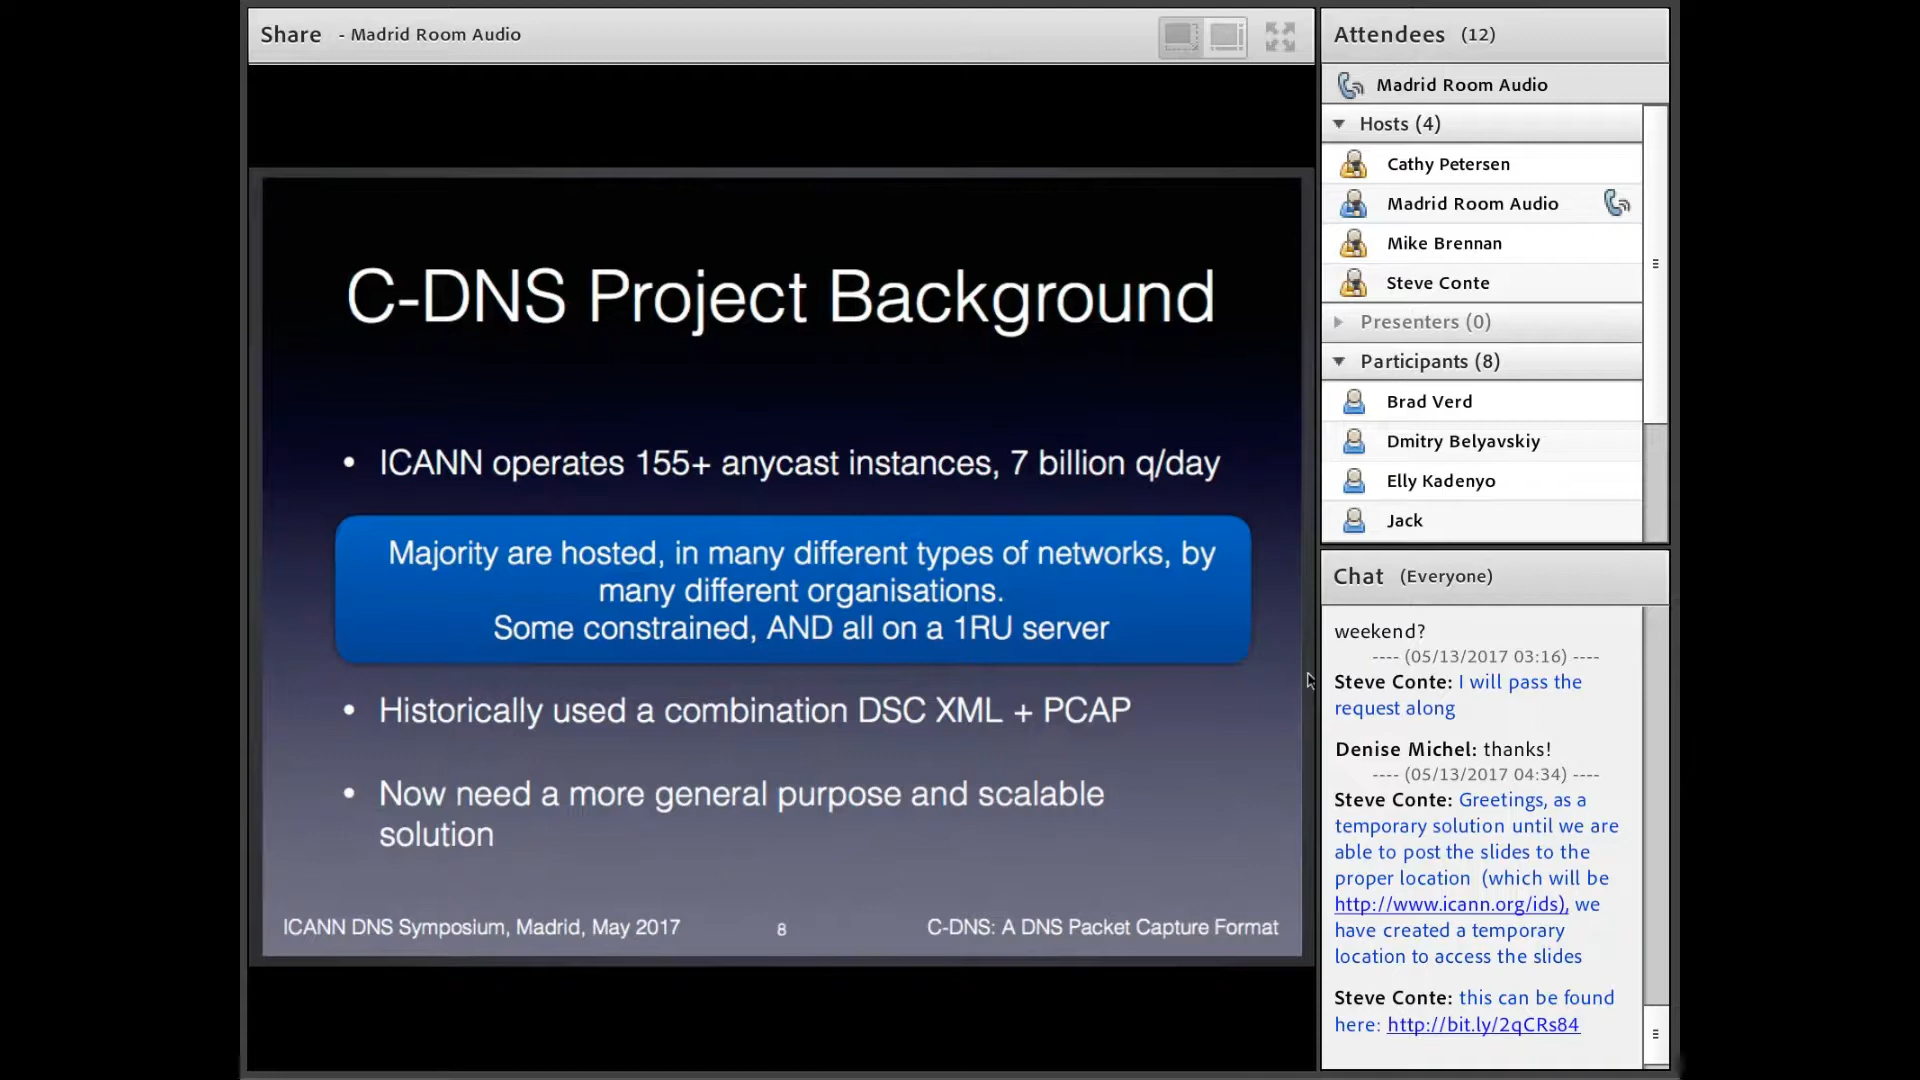 Share - Madrid Room Audio
C-DNS Project Background
• ICANN operates 155+ anycast instances, 7 billion q/day
Majority are hosted, in many different types of networks, by
many different organisations.
Some constrained, AND all on a 1RU server
• Historically used a combination DSC XML + PCAP
• Now need a more general purpose and scalable
solution
ICANN DNS Symposium, Madrid, May 2017
8
C-DNS: A DNS Packet Capture Format
Attendees (12)
Madrid Room Audio
Hosts (4)
Cathy Petersen
Madrid Room Audio
Mike Brennan
Steve Conte
Presenters (0)
Participants (8)
Brad Verd
Dmitry Belyavskiy
Elly Kadenyo
Jack
Chat (Everyone)
weekend?
---- (05/13/2017 03:16) ----
Steve Conte: I will pass the
request along
Denise Michel: thanks!
---- (05/13/2017 04:34) ----
Steve Conte: Greetings, as a
temporary solution until we are
able to post the slides to the
proper location (which will be
http://www.icann.org/ids), we
have created a temporary
location to access the slides
Steve Conte: this can be found
here: http://bit.ly/2qCRs84